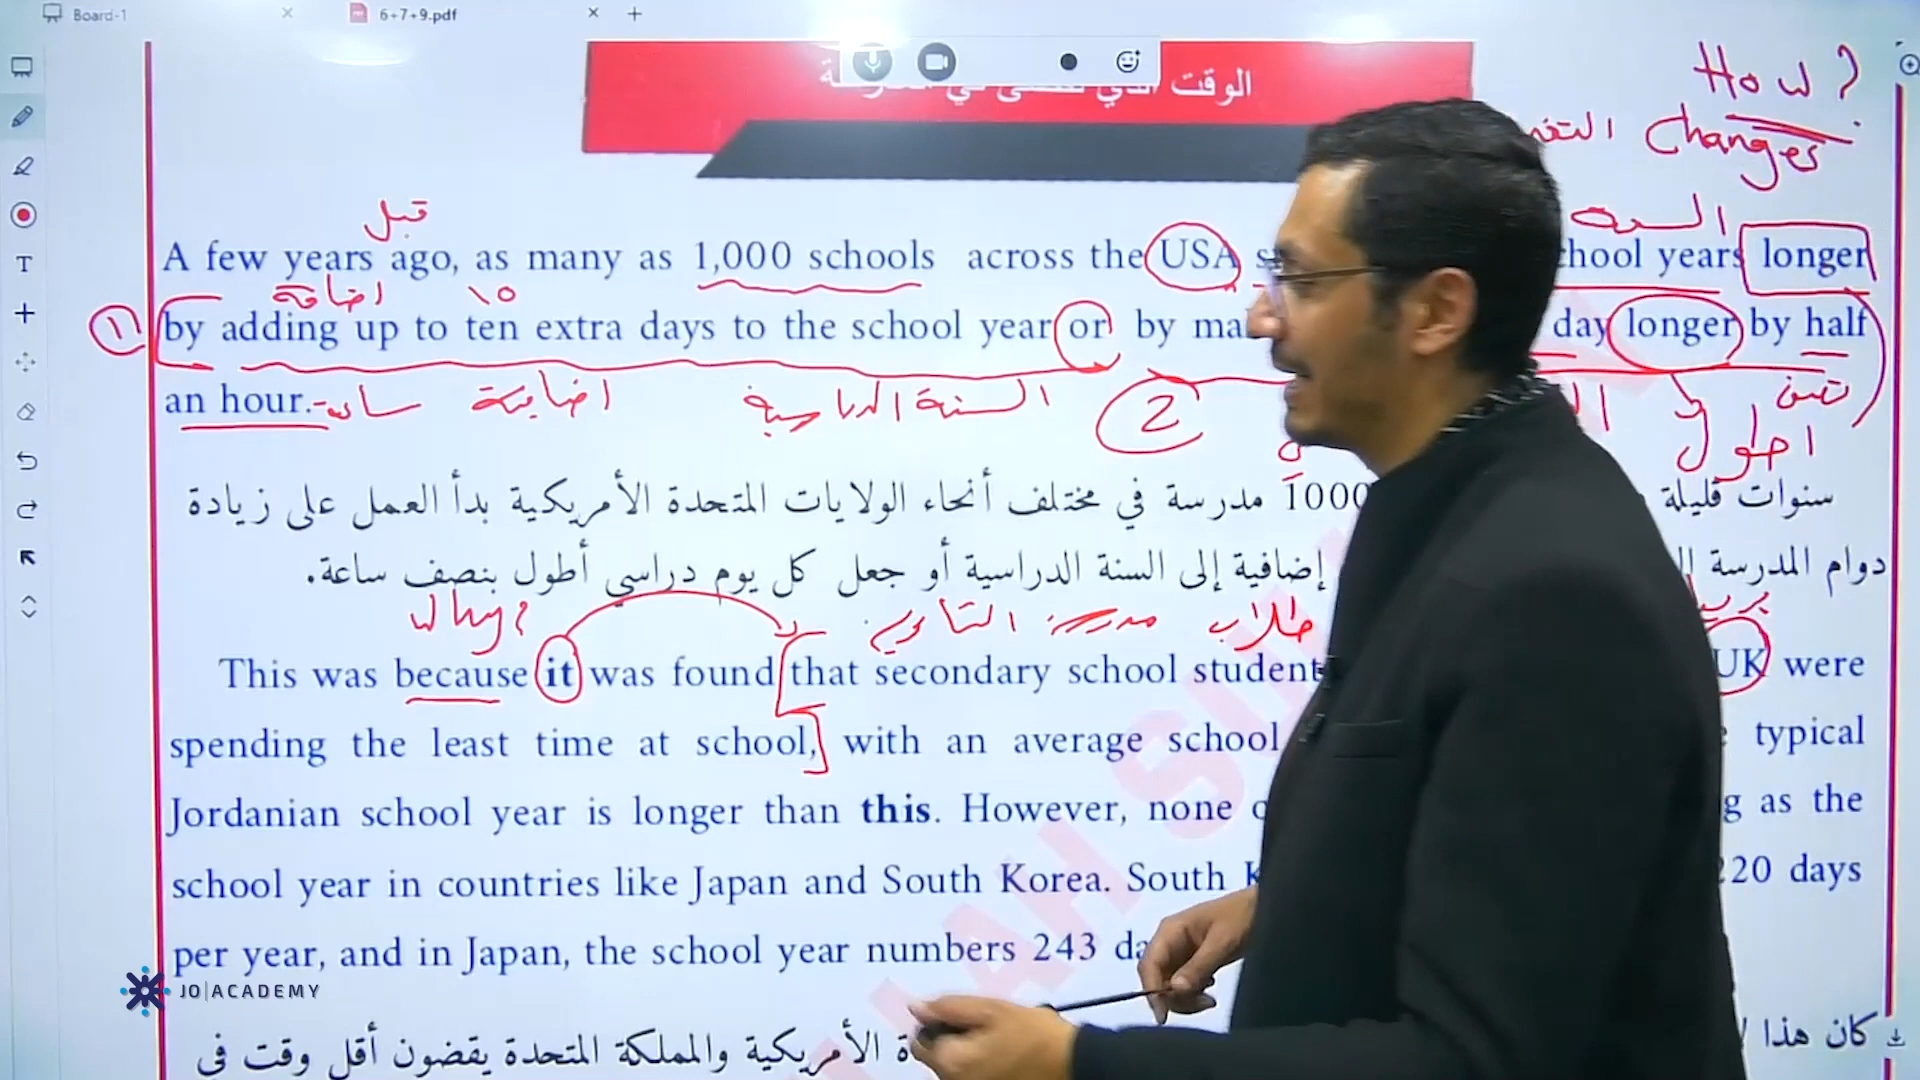 Board-1
6+7+9.pdf
الوقت الذي في
How?
Changes
السنة
قبل
A few years ago, as many as 1,000 schools across the USA school years longer
اضافة
١٠
1
by adding up to ten extra days to the school year or by day longer by half
an hour.
ساعة
اضافية
السنة الدراسية
2
اطول
سنوات قليلة 1000 مدرسة في مختلف أنحاء الولايات المتحدة الأمريكية بدأ العمل على زيادة
دوام المدرسة إضافية إلى السنة الدراسية أو جعل كل يوم دراسي أطول بنصف ساعة.
Why?
طلاب مدرسة الثانوي
This was because it was found that secondary school UK were
spending the least time at school, with an average school typical
Jordanian school year is longer than this. However, none as the
school year in countries like Japan and South Korea. South days
per year, and in Japan, the school year numbers 243
JO|ACADEMY
كان هذا الأمريكية والمملكة المتحدة يقضون أقل وقت في